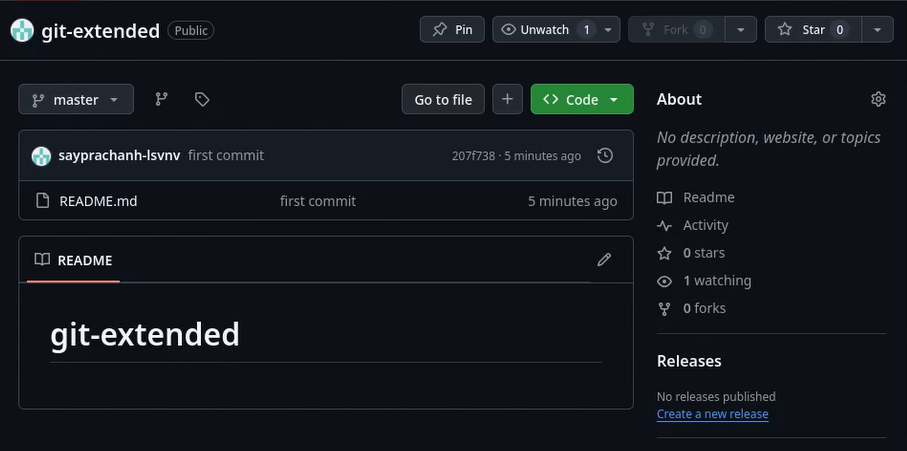 git-extended Public Pin Unwatch 1 Fork 0 Star 0
master Go to file + Code
sayprachanh-lsvnv first commit 207f738 · 5 minutes ago
README.md first commit 5 minutes ago
README
git-extended
About
No description, website, or topics
provided.
Readme
Activity
0 stars
1 watching
0 forks
Releases
No releases published
Create a new release